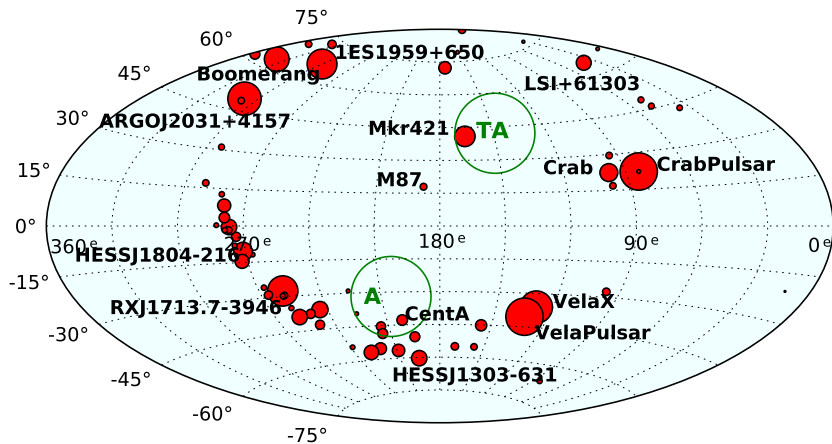 75°
60°
1ES1959+650
45°
Boomerang
LSI+61303
30°
ARGOJ2031+4157
Mkr421
TA
15°
M87
Crab
CrabPulsar
0°
360°
270°
180°
90°
0°
HESSJ1804-216
-15°
RXJ1713.7-3946
A
CentA
VelaX
-30°
VelaPulsar
-45°
HESSJ1303-631
-60°
-75°